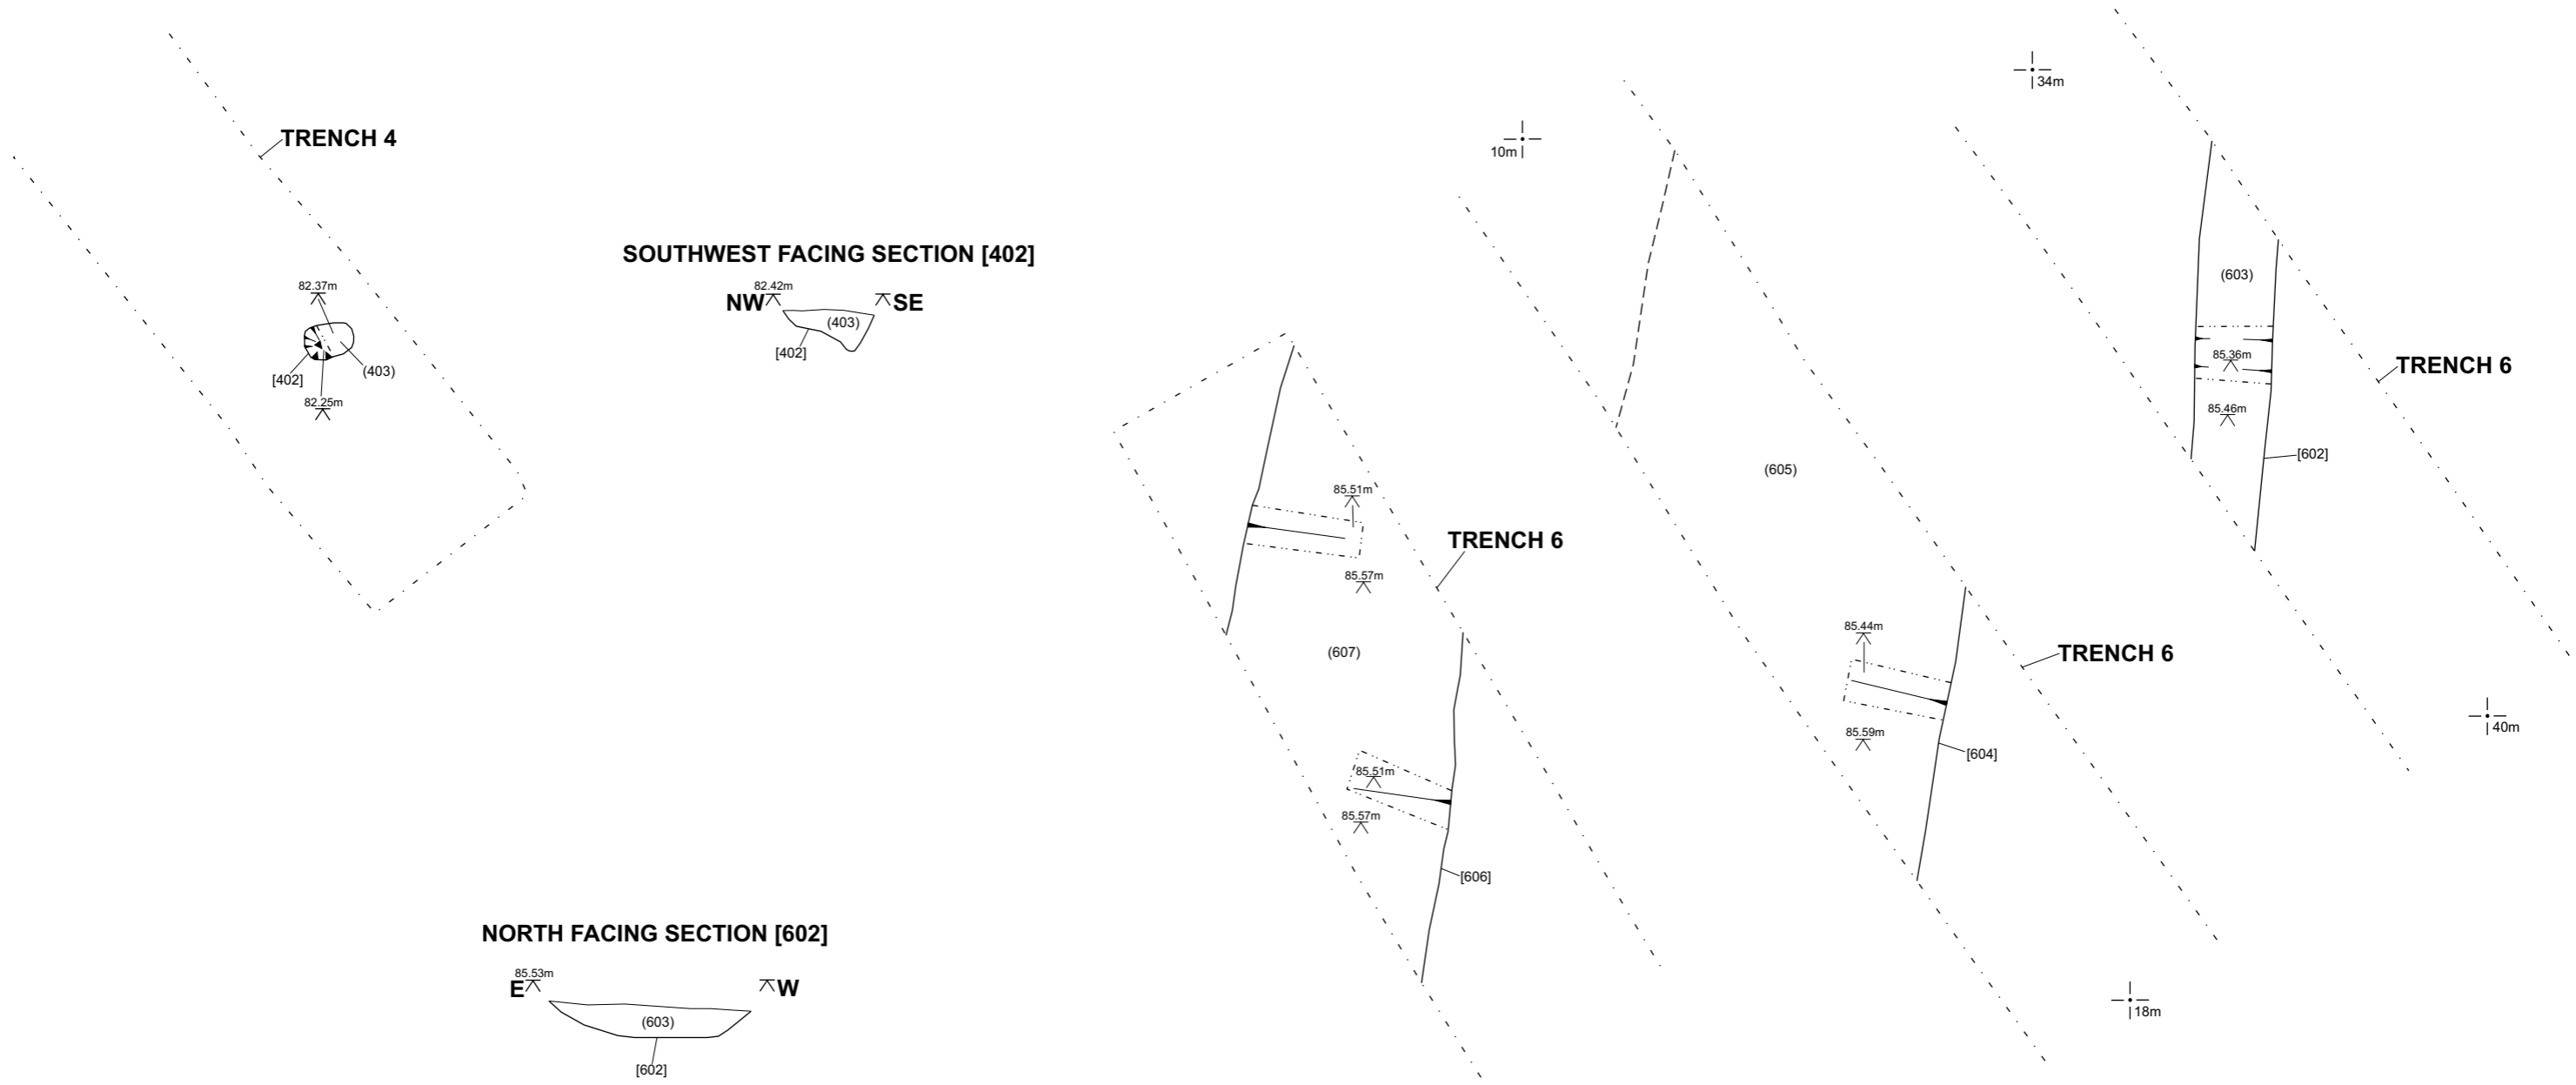 TRENCH 4
82.37m
[402]
(403)
82.25m
SOUTHWEST FACING SECTION [402]
82.42m
NW
SE
(403)
[402]
NORTH FACING SECTION [602]
85.53m
E
W
(603)
[602]
85.51m
TRENCH 6
85.57m
(607)
85.51m
85.57m
[606]
10m
(605)
85.44m
TRENCH 6
85.59m
[604]
18m
34m
(603)
85.36m
TRENCH 6
85.46m
[602]
40m